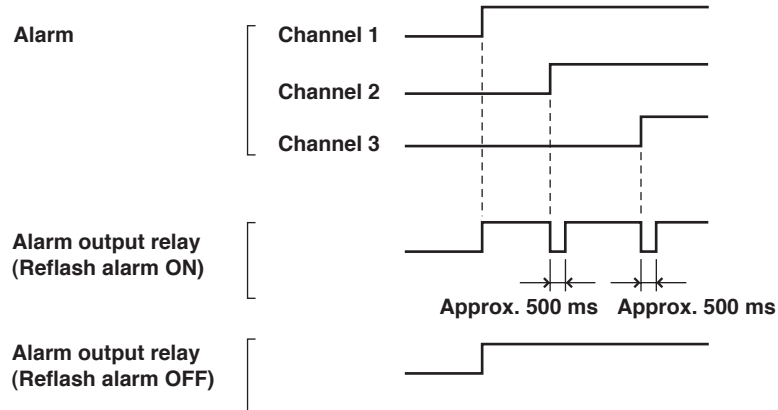 Alarm
Channel 1
Channel 2
Channel 3
Alarm output relay
(Reflash alarm ON)
Approx. 500 ms Approx. 500 ms
Alarm output relay
(Reflash alarm OFF)